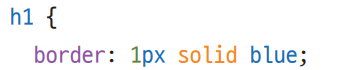 h1 {
border: 1px solid blue;